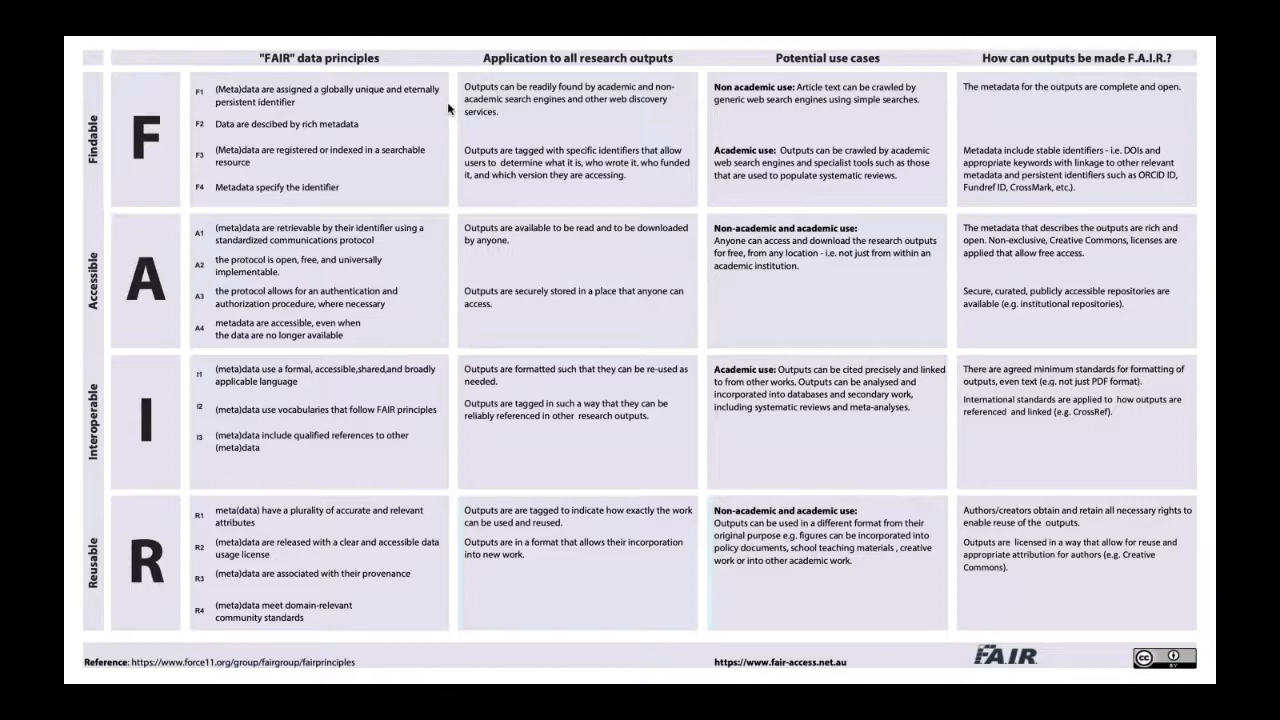 "FAIR" data principles
Application to all research outputs
Potential use cases
How can outputs be made F.A.I.R.?
Findable
F
F1 (Meta)data are assigned a globally unique and eternally
persistent identifier
F2 Data are descibed by rich metadata
F3 (Meta)data are registered or indexed in a searchable
resource
F4 Metadata specify the identifier
Outputs can be readily found by academic and non-
academic search engines and other web discovery
services.
Outputs are tagged with specific identifiers that allow
users to determine what it is, who wrote it, who funded
it, and which version they are accessing.
Non academic use: Article text can be crawled by
generic web search engines using simple searches.
Academic use: Outputs can be crawled by academic
web search engines and specialist tools such as those
that are used to populate systematic reviews.
The metadata for the outputs are complete and open.
Metadata include stable identifiers - i.e. DOIs and
appropriate keywords with linkage to other relevant
metadata and persistent identifiers such as ORCID ID,
Fundref ID, CrossMark, etc.).
Accessible
A
A1 (meta)data are retrievable by their identifier using a
standardized communications protocol
A2 the protocol is open, free, and universally
implementable.
A3 the protocol allows for an authentication and
authorization procedure, where necessary
A4 metadata are accessible, even when
the data are no longer available
Outputs are available to be read and to be downloaded
by anyone.
Outputs are securely stored in a place that anyone can
access.
Non-academic and academic use:
Anyone can access and download the research outputs
for free, from any location - i.e. not just from within an
academic institution.
The metadata that describes the outputs are rich and
open. Non-exclusive, Creative Commons, licenses are
applied that allow free access.
Secure, curated, publicly accessible repositories are
available (e.g. institutional repositories).
Interoperable
I
I1 (meta)data use a formal, accessible,shared,and broadly
applicable language
I2 (meta)data use vocabularies that follow FAIR principles
I3 (meta)data include qualified references to other
(meta)data
Outputs are formatted such that they can be re-used as
needed.
Outputs are tagged in such a way that they can be
reliably referenced in other research outputs.
Academic use: Outputs can be cited precisely and linked
to from other works. Outputs can be analysed and
incorporated into databases and secondary work,
including systematic reviews and meta-analyses.
There are agreed minimum standards for formatting of
outputs, even text (e.g. not just PDF format).
International standards are applied to how outputs are
referenced and linked (e.g. CrossRef).
Reusable
R
R1 meta(data) have a plurality of accurate and relevant
attributes
R2 (meta)data are released with a clear and accessible data
usage license
R3 (meta)data are associated with their provenance
R4 (meta)data meet domain-relevant
community standards
Outputs are are tagged to indicate how exactly the work
can be used and reused.
Outputs are in a format that allows their incorporation
into new work.
Non-academic and academic use:
Outputs can be used in a different format from their
original purpose e.g. figures can be incorporated into
policy documents, school teaching materials , creative
work or into other academic work.
Authors/creators obtain and retain all necessary rights to
enable reuse of the outputs.
Outputs are licensed in a way that allow for reuse and
appropriate attribution for authors (e.g. Creative
Commons).
Reference: https://www.force11.org/group/fairgroup/fairprinciples
https://www.fair-access.net.au
FAIR
cc
BY